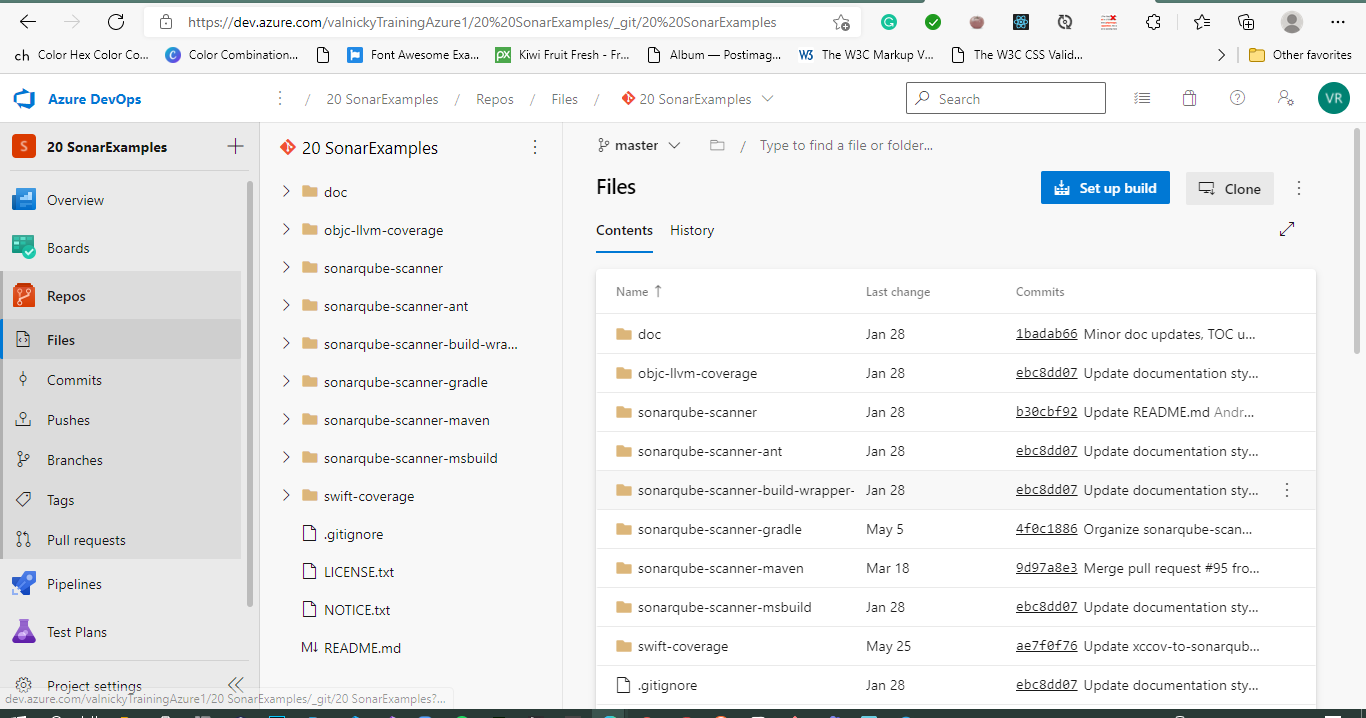 https://dev.azure.com/valnickyTrainingAzure1/20%20SonarExamples/_git/20%20SonarExamples
ch Color Hex Color Co... C Color Combination... Font Awesome Exa... px Kiwi Fruit Fresh - Fr... Album — Postimag... W3 The W3C Markup V... The W3C CSS Valid... Other favorites
Azure DevOps / 20 SonarExamples / Repos / Files / 20 SonarExamples Search VR
S 20 SonarExamples
Overview
Boards
Repos
Files
Commits
Pushes
Branches
Tags
Pull requests
Pipelines
Test Plans
Project settings
dev.azure.com/valnickyTrainingAzure1/20 SonarExamples/_git/20 SonarExamples?...
20 SonarExamples
doc
objc-llvm-coverage
sonarqube-scanner
sonarqube-scanner-ant
sonarqube-scanner-build-wra...
sonarqube-scanner-gradle
sonarqube-scanner-maven
sonarqube-scanner-msbuild
swift-coverage
.gitignore
LICENSE.txt
NOTICE.txt
M↓ README.md
master / Type to find a file or folder...
Files Set up build Clone
Contents History
Name ↑ Last change Commits
doc Jan 28 1badab66 Minor doc updates, TOC u...
objc-llvm-coverage Jan 28 ebc8dd07 Update documentation sty...
sonarqube-scanner Jan 28 b30cbf92 Update README.md Andr...
sonarqube-scanner-ant Jan 28 ebc8dd07 Update documentation sty...
sonarqube-scanner-build-wrapper- Jan 28 ebc8dd07 Update documentation sty...
sonarqube-scanner-gradle May 5 4f0c1886 Organize sonarqube-scan...
sonarqube-scanner-maven Mar 18 9d97a8e3 Merge pull request #95 fro...
sonarqube-scanner-msbuild Jan 28 ebc8dd07 Update documentation sty...
swift-coverage May 25 ae7f0f76 Update xccov-to-sonarqub...
.gitignore Jan 28 ebc8dd07 Update documentation sty...